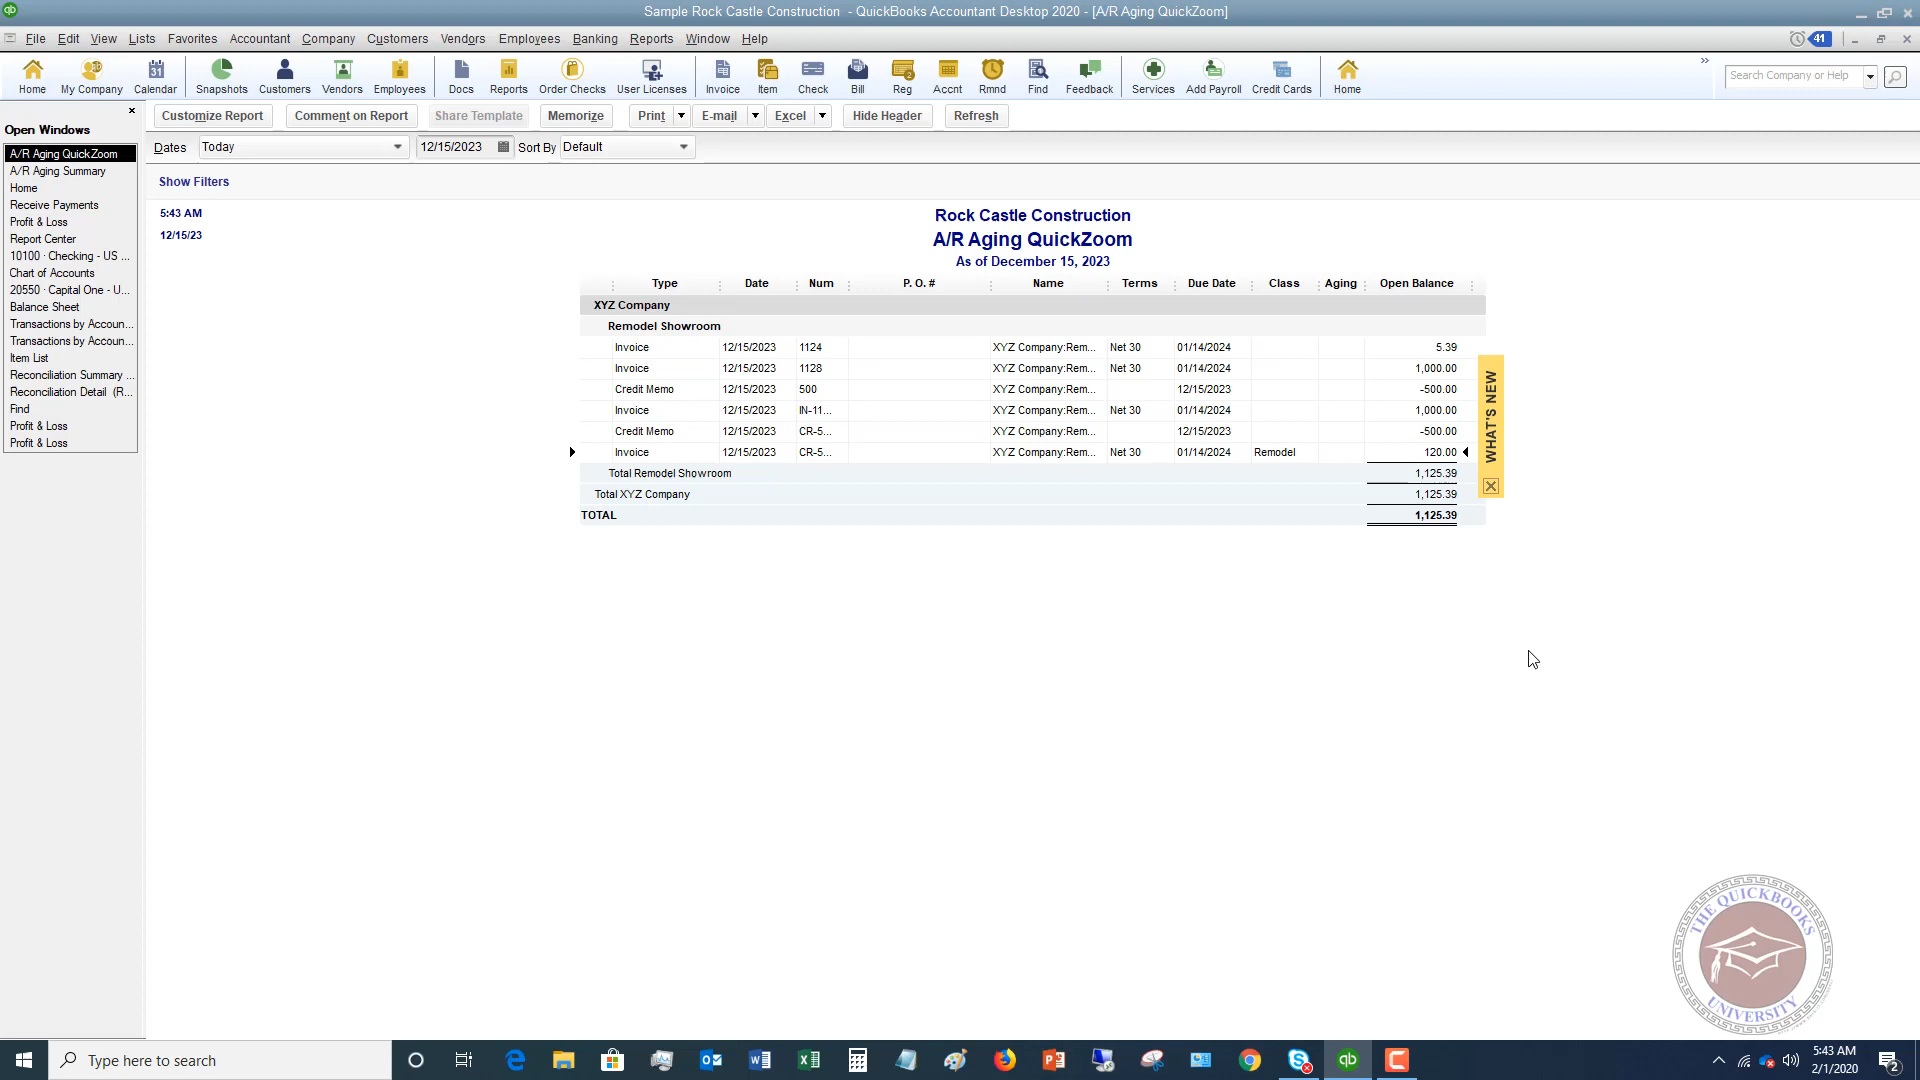 Sample Rock Castle Construction - QuickBooks Accountant Desktop 2020 - [A/R Aging QuickZoom]
File Edit View Lists Favorites Accountant Company Customers Vendors Employees Banking Reports Window Help
41
Home My Company Calendar Snapshots Customers Vendors Employees Docs Reports Order Checks User Licenses Invoice Item Check Bill Reg Accnt Rmnd Find Feedback Services Add Payroll Credit Cards Home
31
Search Company or Help
Customize Report Comment on Report Share Template Memorize Print E-mail Excel Hide Header Refresh
Dates Today 12/15/2023 Sort By Default
Show Filters
Open Windows
A/R Aging QuickZoom
A/R Aging Summary
Home
Receive Payments
Profit & Loss
Report Center
10100 · Checking - US ...
Chart of Accounts
20550 · Capital One - U...
Balance Sheet
Transactions by Accoun...
Transactions by Accoun...
Item List
Reconciliation Summary ...
Reconciliation Detail (R...
Find
Profit & Loss
Profit & Loss
5:43 AM
12/15/23
Rock Castle Construction
A/R Aging QuickZoom
As of December 15, 2023
Type Date Num P. O. # Name Terms Due Date Class Aging Open Balance
XYZ Company
Remodel Showroom
Invoice 12/15/2023 1124 XYZ Company:Rem... Net 30 01/14/2024 5.39
Invoice 12/15/2023 1128 XYZ Company:Rem... Net 30 01/14/2024 1,000.00
Credit Memo 12/15/2023 500 XYZ Company:Rem... 12/15/2023 -500.00
Invoice 12/15/2023 IN-11... XYZ Company:Rem... Net 30 01/14/2024 1,000.00
Credit Memo 12/15/2023 CR-5... XYZ Company:Rem... 12/15/2023 -500.00
Invoice 12/15/2023 CR-5... XYZ Company:Rem... Net 30 01/14/2024 Remodel 120.00
Total Remodel Showroom 1,125.39
Total XYZ Company 1,125.39
TOTAL 1,125.39
WHAT'S NEW
THE QUICKBOOKS
UNIVERSITY
Type here to search
5:43 AM
2/1/2020
2